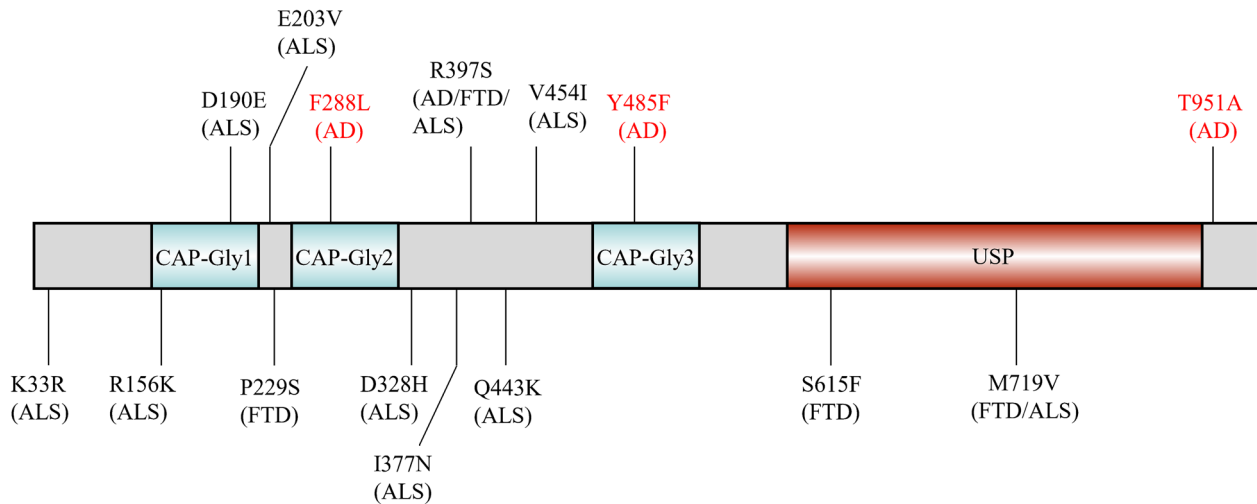 E203V
(ALS)
D190E
(ALS)
F288L
(AD)
R397S
(AD/FTD/
ALS)
V454I
(ALS)
Y485F
(AD)
T951A
(AD)
CAP-Gly1
CAP-Gly2
CAP-Gly3
USP
K33R
(ALS)
R156K
(ALS)
P229S
(FTD)
D328H
(ALS)
I377N
(ALS)
Q443K
(ALS)
S615F
(FTD)
M719V
(FTD/ALS)